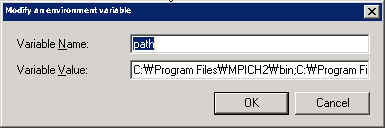 Modify an environment variable
Variable Name:
path
Variable Value:
C:₩Program Files₩MPICH2₩bin;C:₩Program Fi
OK
Cancel